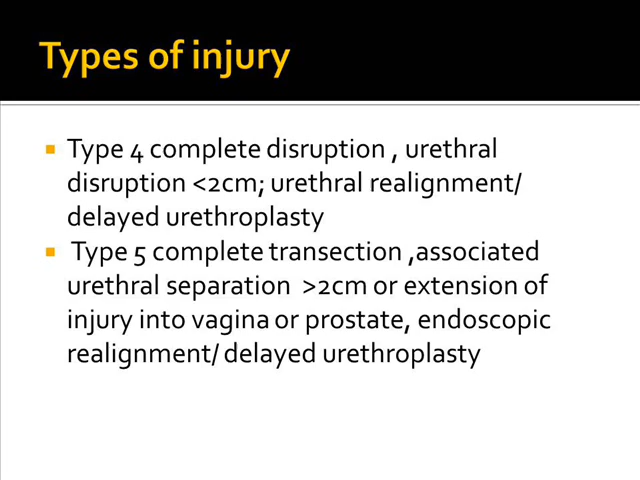 Types of injury
Type 4 complete disruption , urethral
disruption <2cm; urethral realignment/
delayed urethroplasty
Type 5 complete transection ,associated
urethral separation >2cm or extension of
injury into vagina or prostate, endoscopic
realignment/ delayed urethroplasty